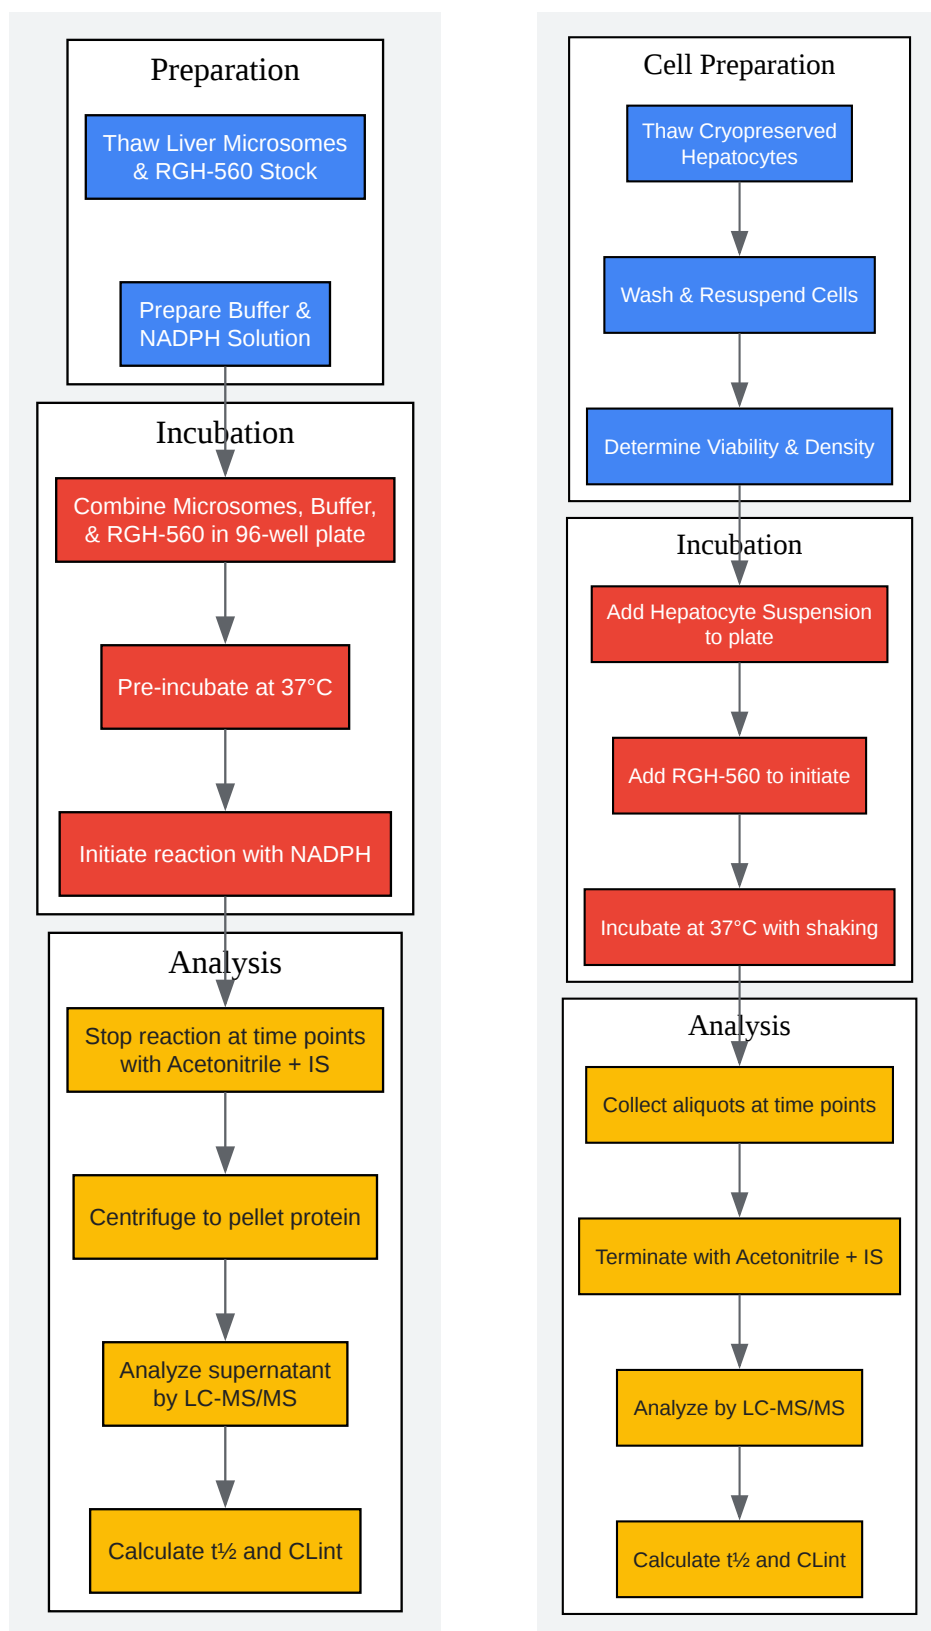 Preparation
Thaw Liver Microsomes
& RGH-560 Stock
Prepare Buffer &
NADPH Solution
Incubation
Combine Microsomes, Buffer,
& RGH-560 in 96-well plate
Pre-incubate at 37°C
Initiate reaction with NADPH
Analysis
Stop reaction at time points
with Acetonitrile + IS
Centrifuge to pellet protein
Analyze supernatant
by LC-MS/MS
Calculate t½ and CLint
Cell Preparation
Thaw Cryopreserved
Hepatocytes
Wash & Resuspend Cells
Determine Viability & Density
Incubation
Add Hepatocyte Suspension
to plate
Add RGH-560 to initiate
Incubate at 37°C with shaking
Analysis
Collect aliquots at time points
Terminate with Acetonitrile + IS
Analyze by LC-MS/MS
Calculate t½ and CLint